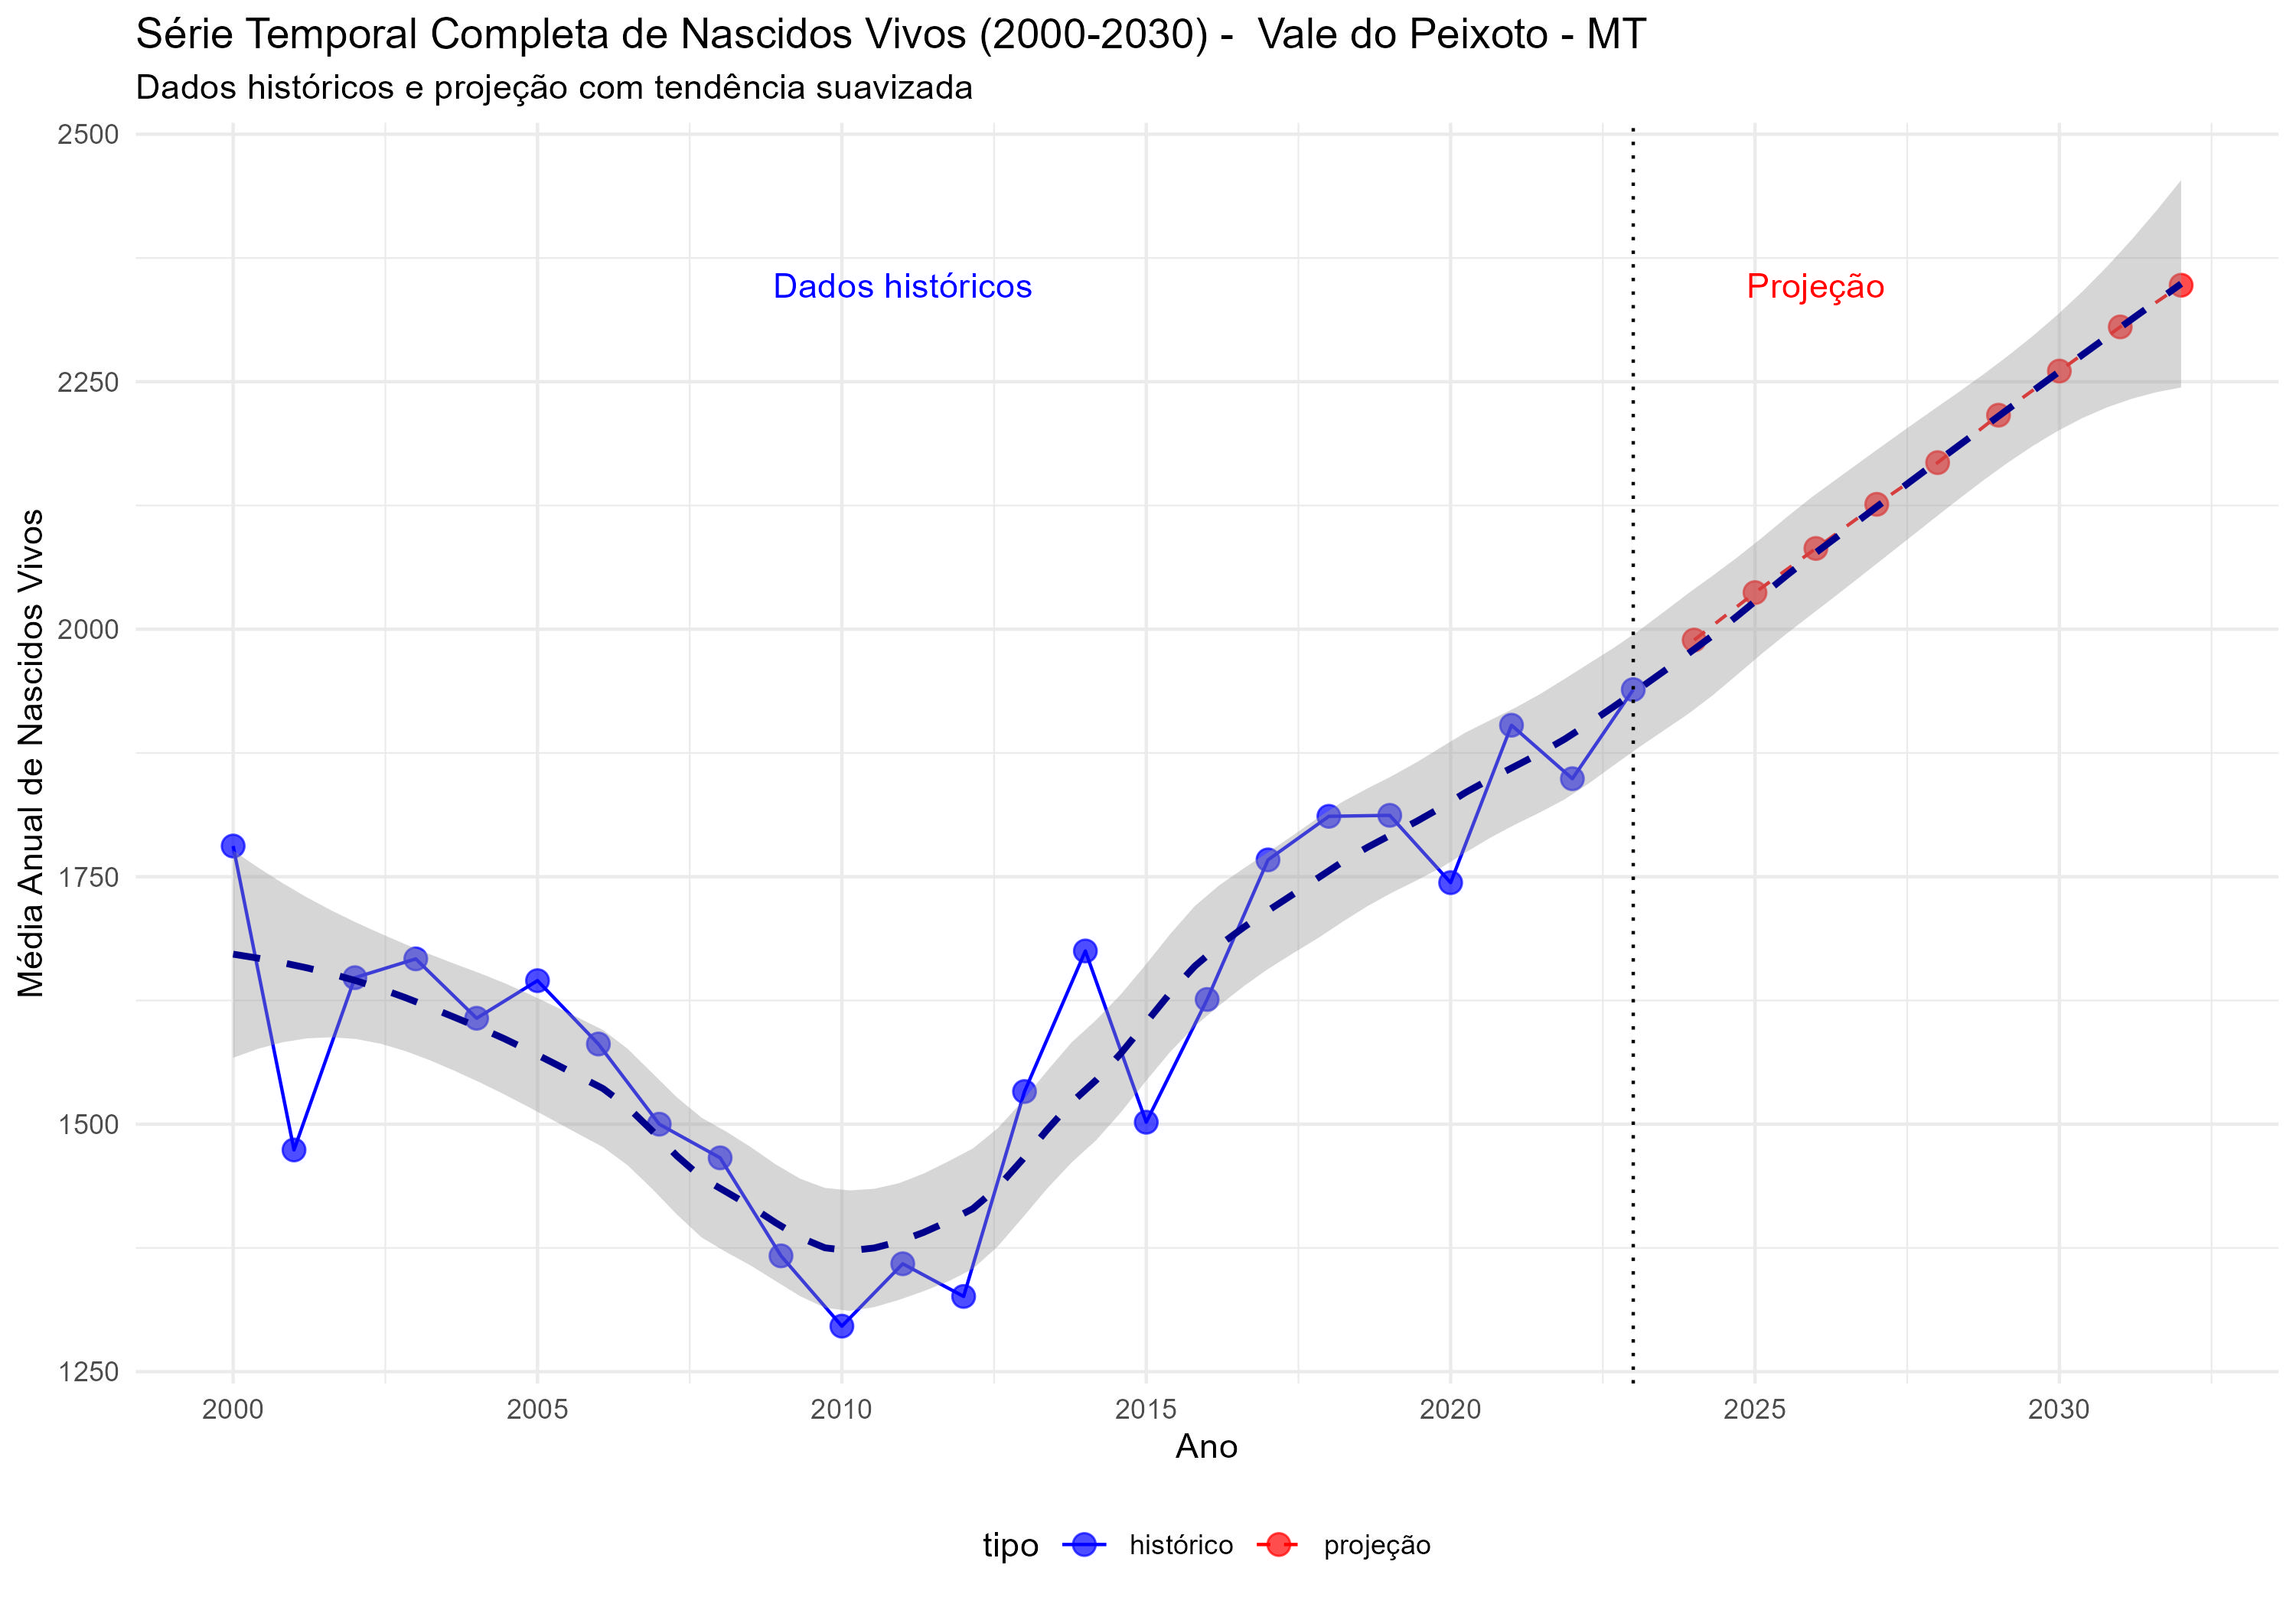 Série Temporal Completa de Nascidos Vivos (2000-2030) -  Vale do Peixoto - MT
Dados históricos e projeção com tendência suavizada
2500
2250
2000
1750
1500
1250
Média Anual de Nascidos Vivos
Dados históricos
Projeção
2000 2005 2010 2015 2020 2025 2030
Ano
tipo histórico projeção